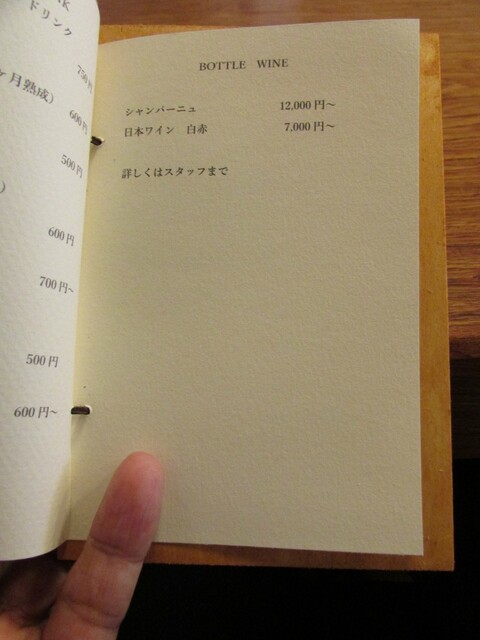 NK
ドリンク
750円
ヶ月熟成）
600円
500円
）
600円
700円~
500円
600円~
BOTTLE WINE
シャンパーニュ 12,000円~
日本ワイン 白赤 7,000円~
詳しくはスタッフまで